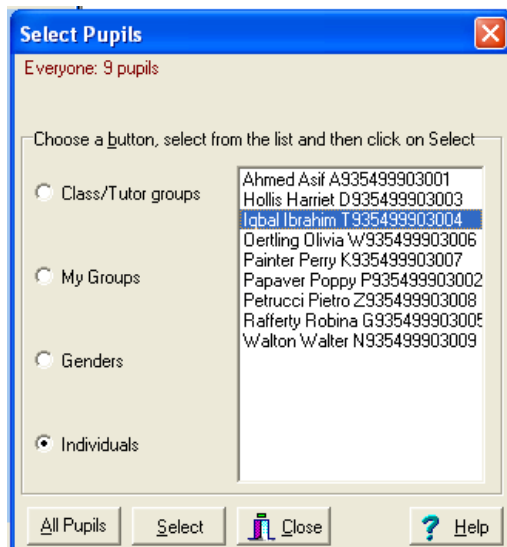 Select Pupils
Everyone: 9 pupils
Choose a button, select from the list and then click on Select
Class/Tutor groups
My Groups
Genders
Individuals
Ahmed Asif A935499903001
Hollis Harriet D935499903003
Iqbal Ibrahim T935499903004
Oertling Olivia W935499903006
Painter Perry K935499903007
Papaver Poppy P935499903002
Petrucci Pietro Z935499903008
Rafferty Robina G935499903005
Walton Walter N935499903009
All Pupils
Select
Close
? Help